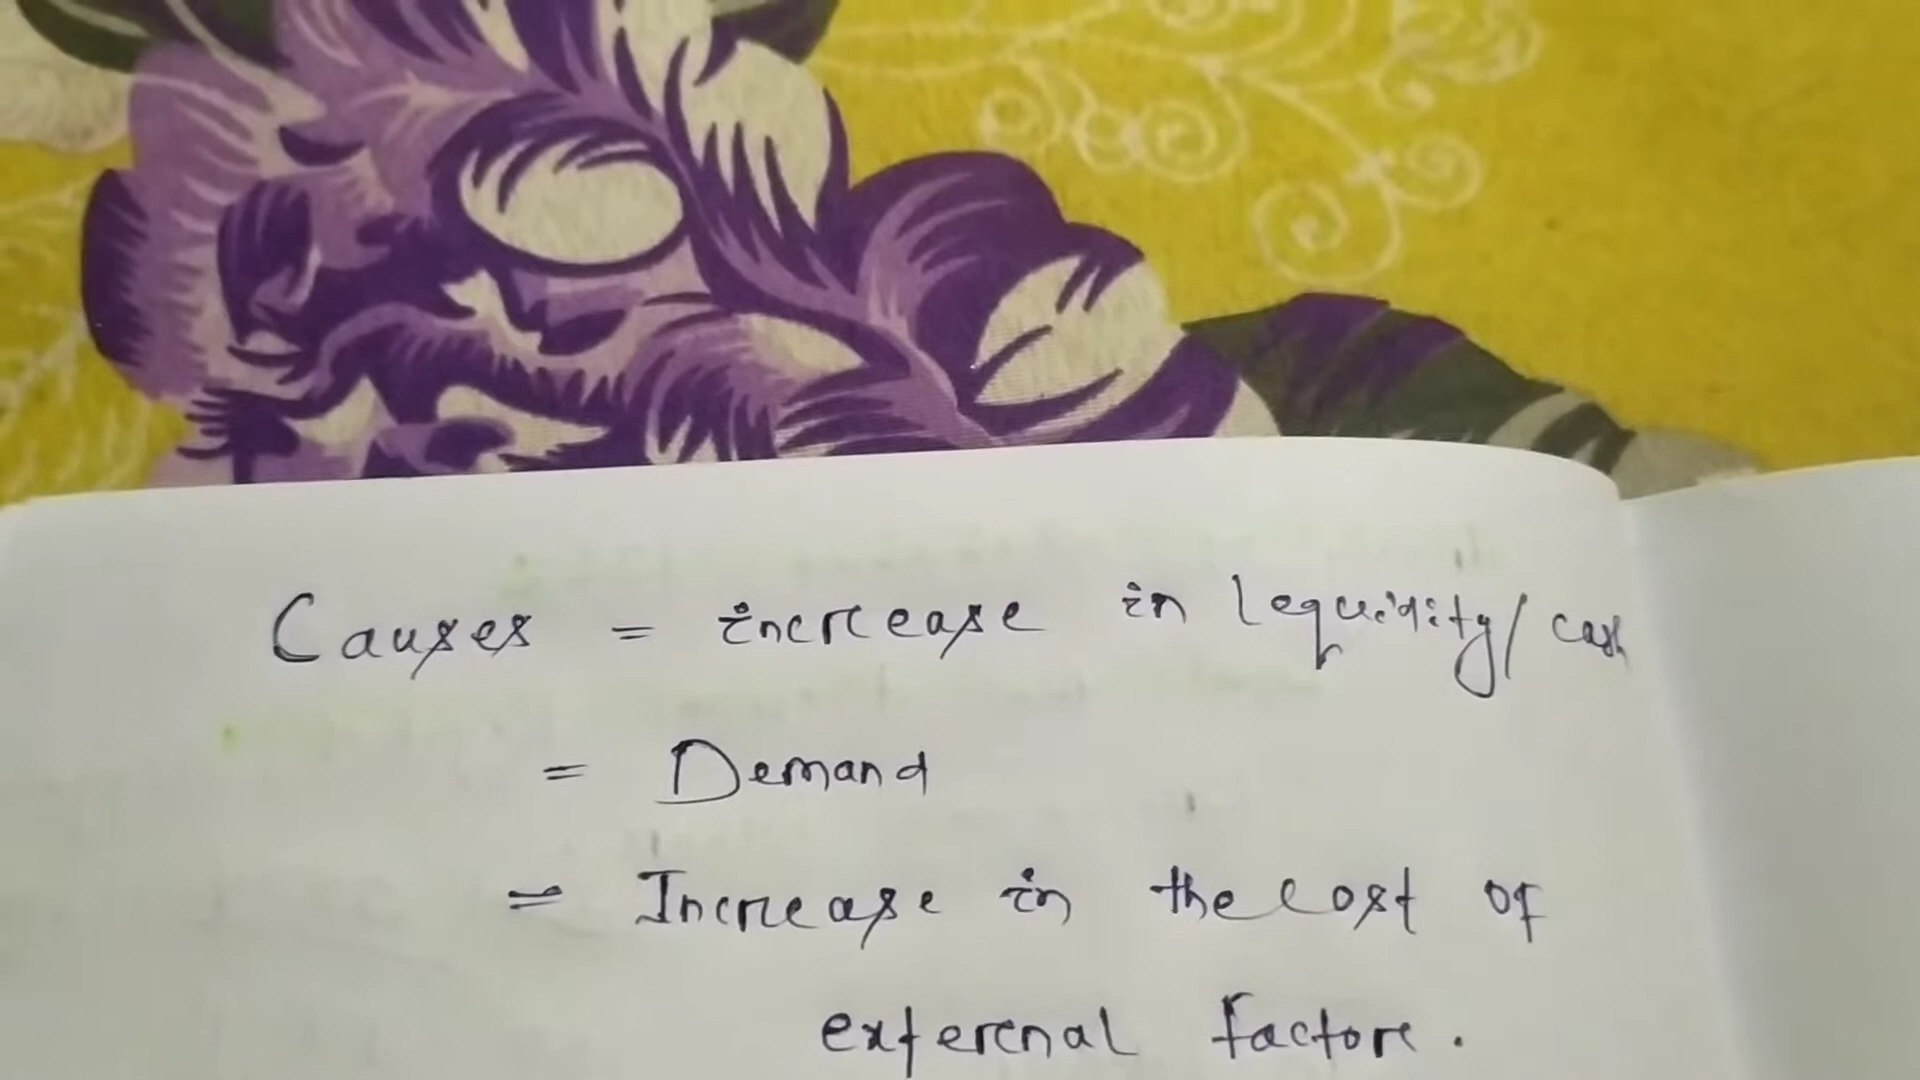 Causes = increase in lequidity/cash
= Demand
= Increase in the cost of
external factor.